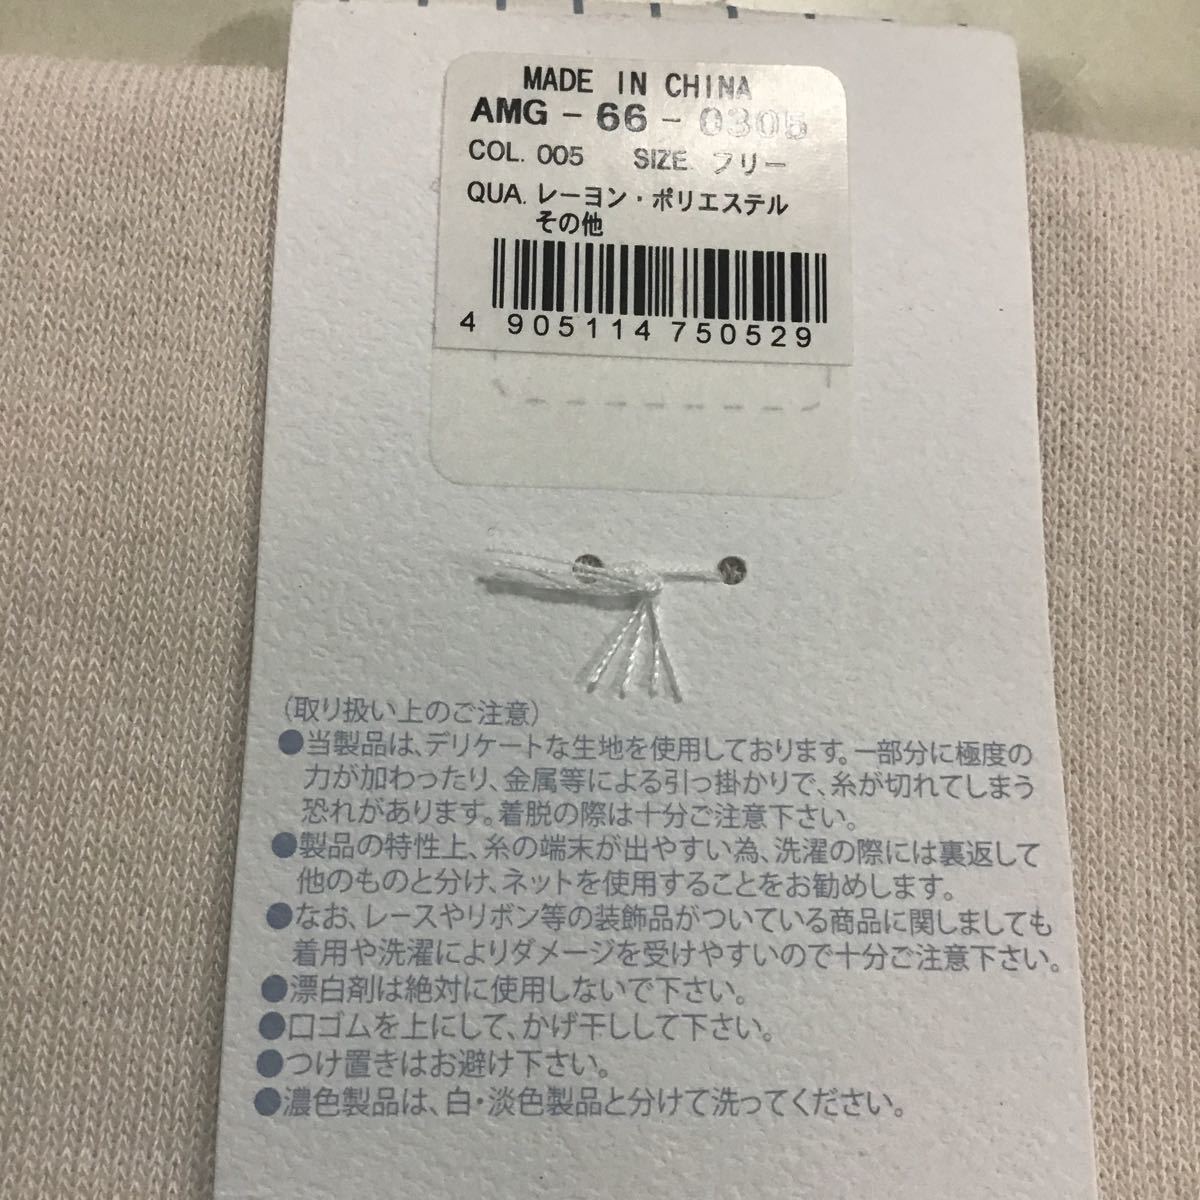 MADE IN CHINA
AMG - 66 - 0305
COL. 005 SIZE. フリー
QUA. レーヨン・ポリエステル
その他
4 905114 750529
（取り扱い上のご注意）
●当製品は、デリケートな生地を使用しております。一部分に極度の
力が加わったり、金属等による引っ掛かりで、糸が切れてしまう
恐れがあります。着脱の際は十分ご注意下さい。
●製品の特性上、糸の端末が出やすい為、洗濯の際には裏返して
他のものと分け、ネットを使用することをお勧めします。
●なお、レースやリボン等の装飾品がついている商品に関しましても
着用や洗濯によりダメージを受けやすいので十分ご注意下さい。
●漂白剤は絶対に使用しないで下さい。
●口ゴムを上にして、かげ干しして下さい。
●つけ置きはお避け下さい。
●濃色製品は、白・淡色製品と分けて洗ってください。